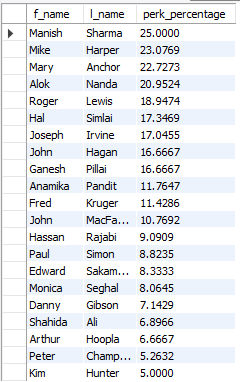 f_name l_name perk_percentage
Manish Sharma 25.0000
Mike Harper 23.0769
Mary Anchor 22.7273
Alok Nanda 20.9524
Roger Lewis 18.9474
Hal Simlai 17.3469
Joseph Irvine 17.0455
John Hagan 16.6667
Ganesh Pillai 16.6667
Anamika Pandit 11.7647
Fred Kruger 11.4286
John MacFa... 10.7692
Hassan Rajabi 9.0909
Paul Simon 8.8235
Edward Sakam... 8.3333
Monica Seghal 8.0645
Danny Gibson 7.1429
Shahida Ali 6.8966
Arthur Hoopla 6.6667
Peter Champ... 5.2632
Kim Hunter 5.0000